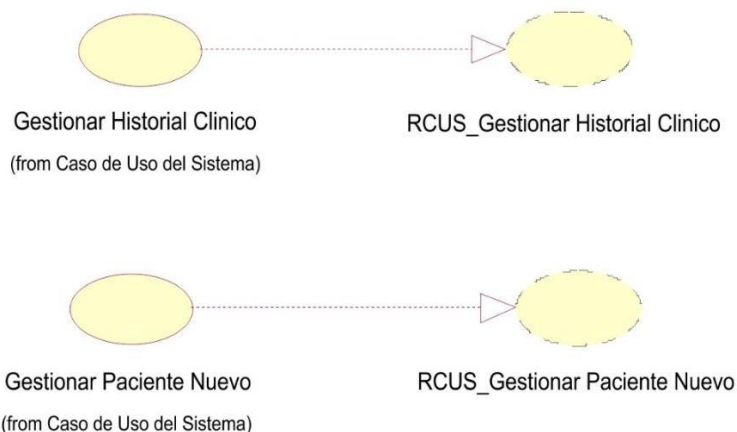 Gestionar Historial Clinico
RCUS_Gestionar Historial Clinico
(from Caso de Uso del Sistema)
Gestionar Paciente Nuevo
RCUS_Gestionar Paciente Nuevo
(from Caso de Uso del Sistema)